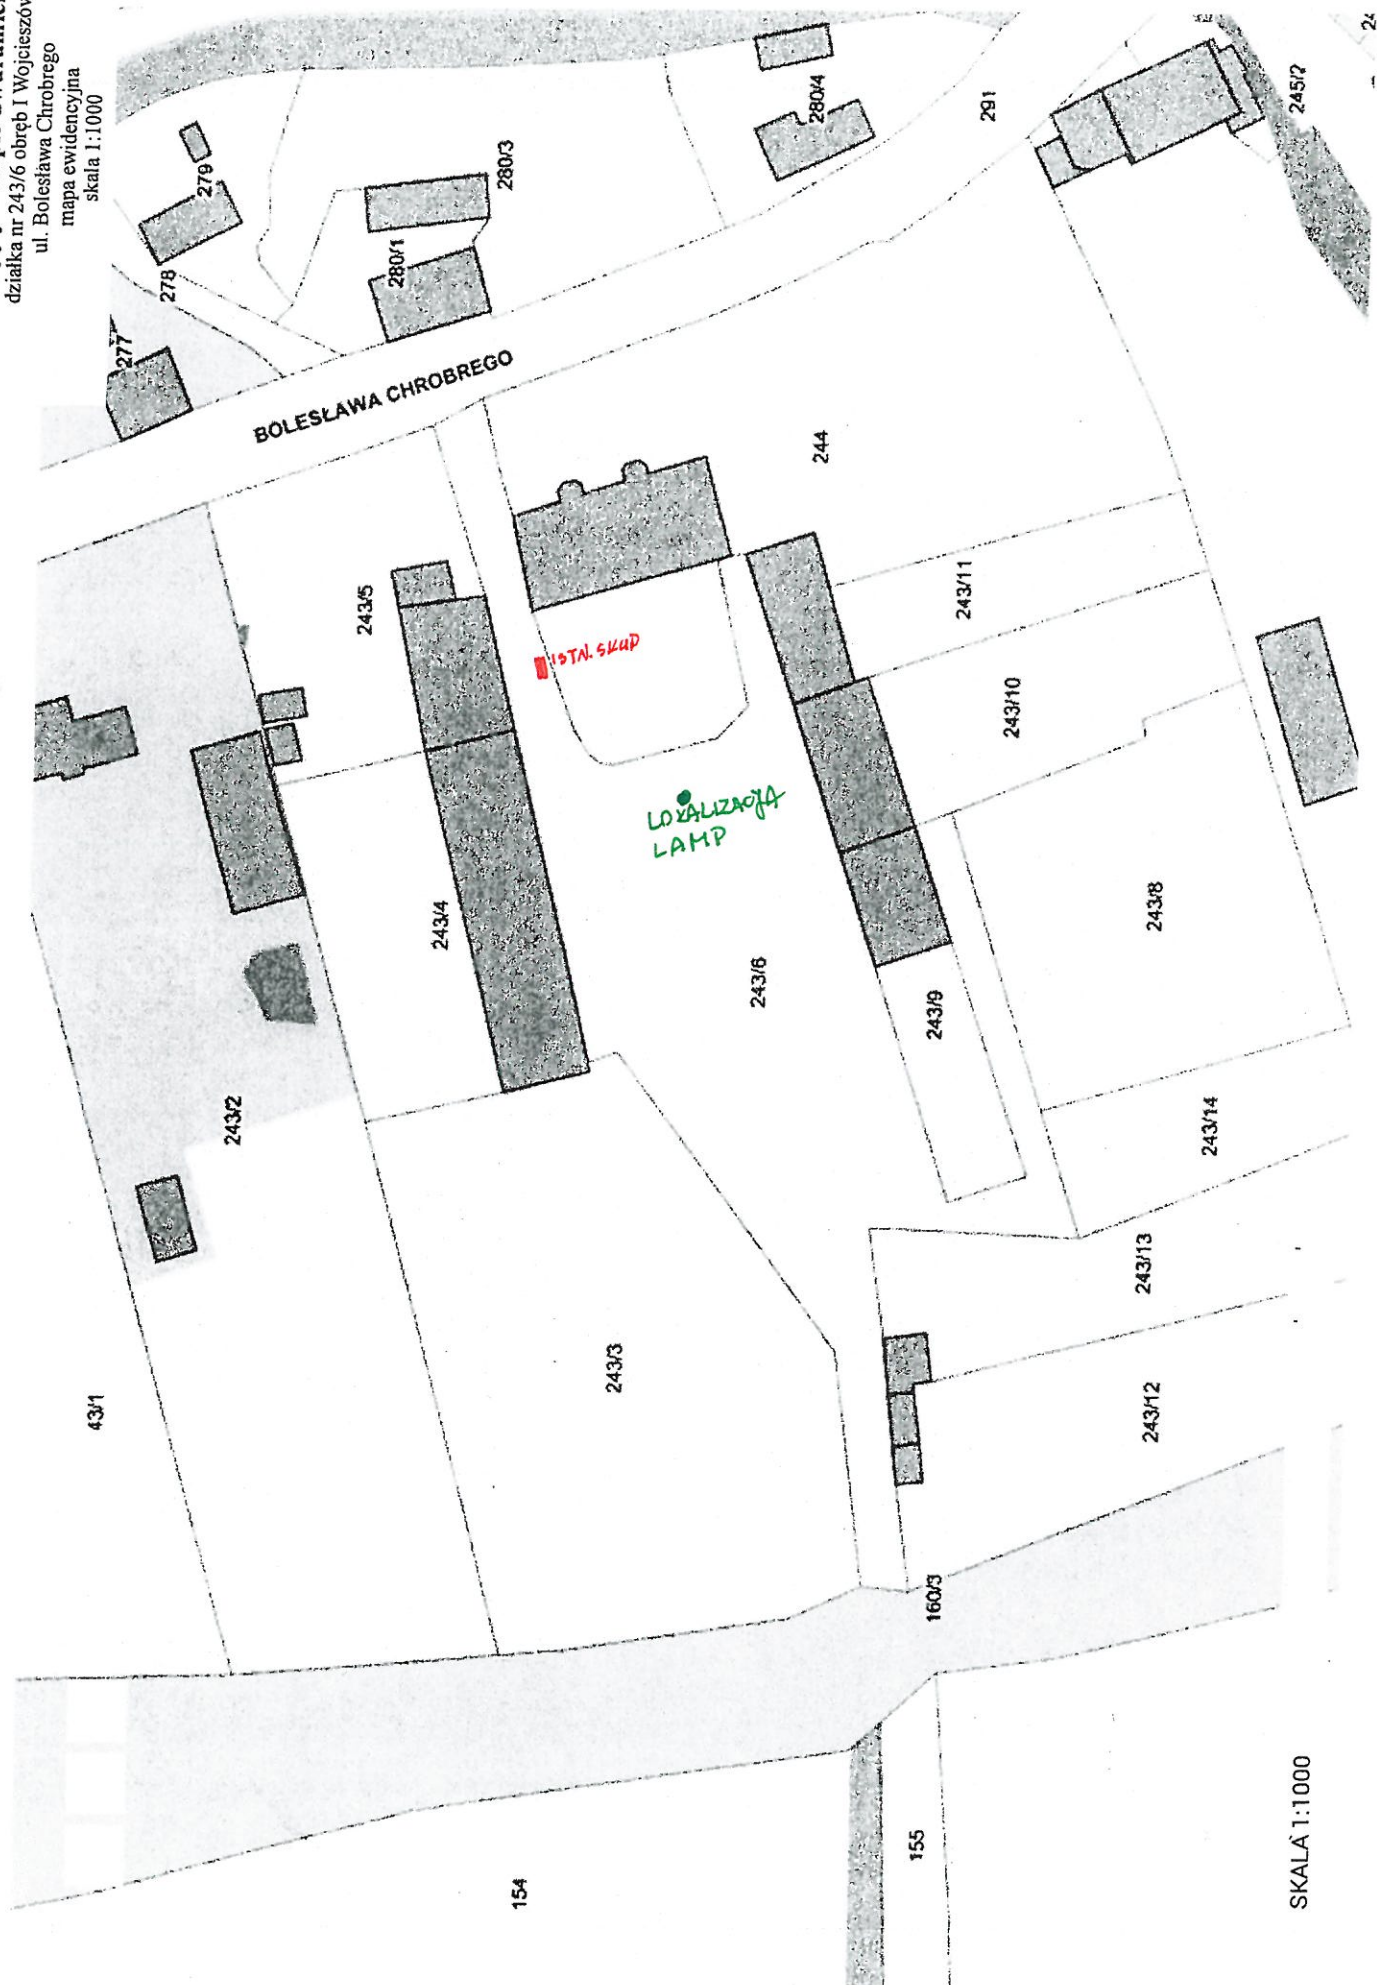 działka nr 243/6 obręb I Wojcieszów
ul. Bolesława Chrobrego
mapa ewidencyjna
skala 1:1000
279
278
277
280/1
280/3
280/4
291
245/2
BOLESŁAWA CHROBREGO
244
243/5
ISTN. SKUP
243/11
243/10
LOKALIZACJA
LAMP
243/4
243/6
243/8
243/9
243/2
243/14
243/13
243/3
243/12
43/1
160/3
154
155
SKALA 1:1000